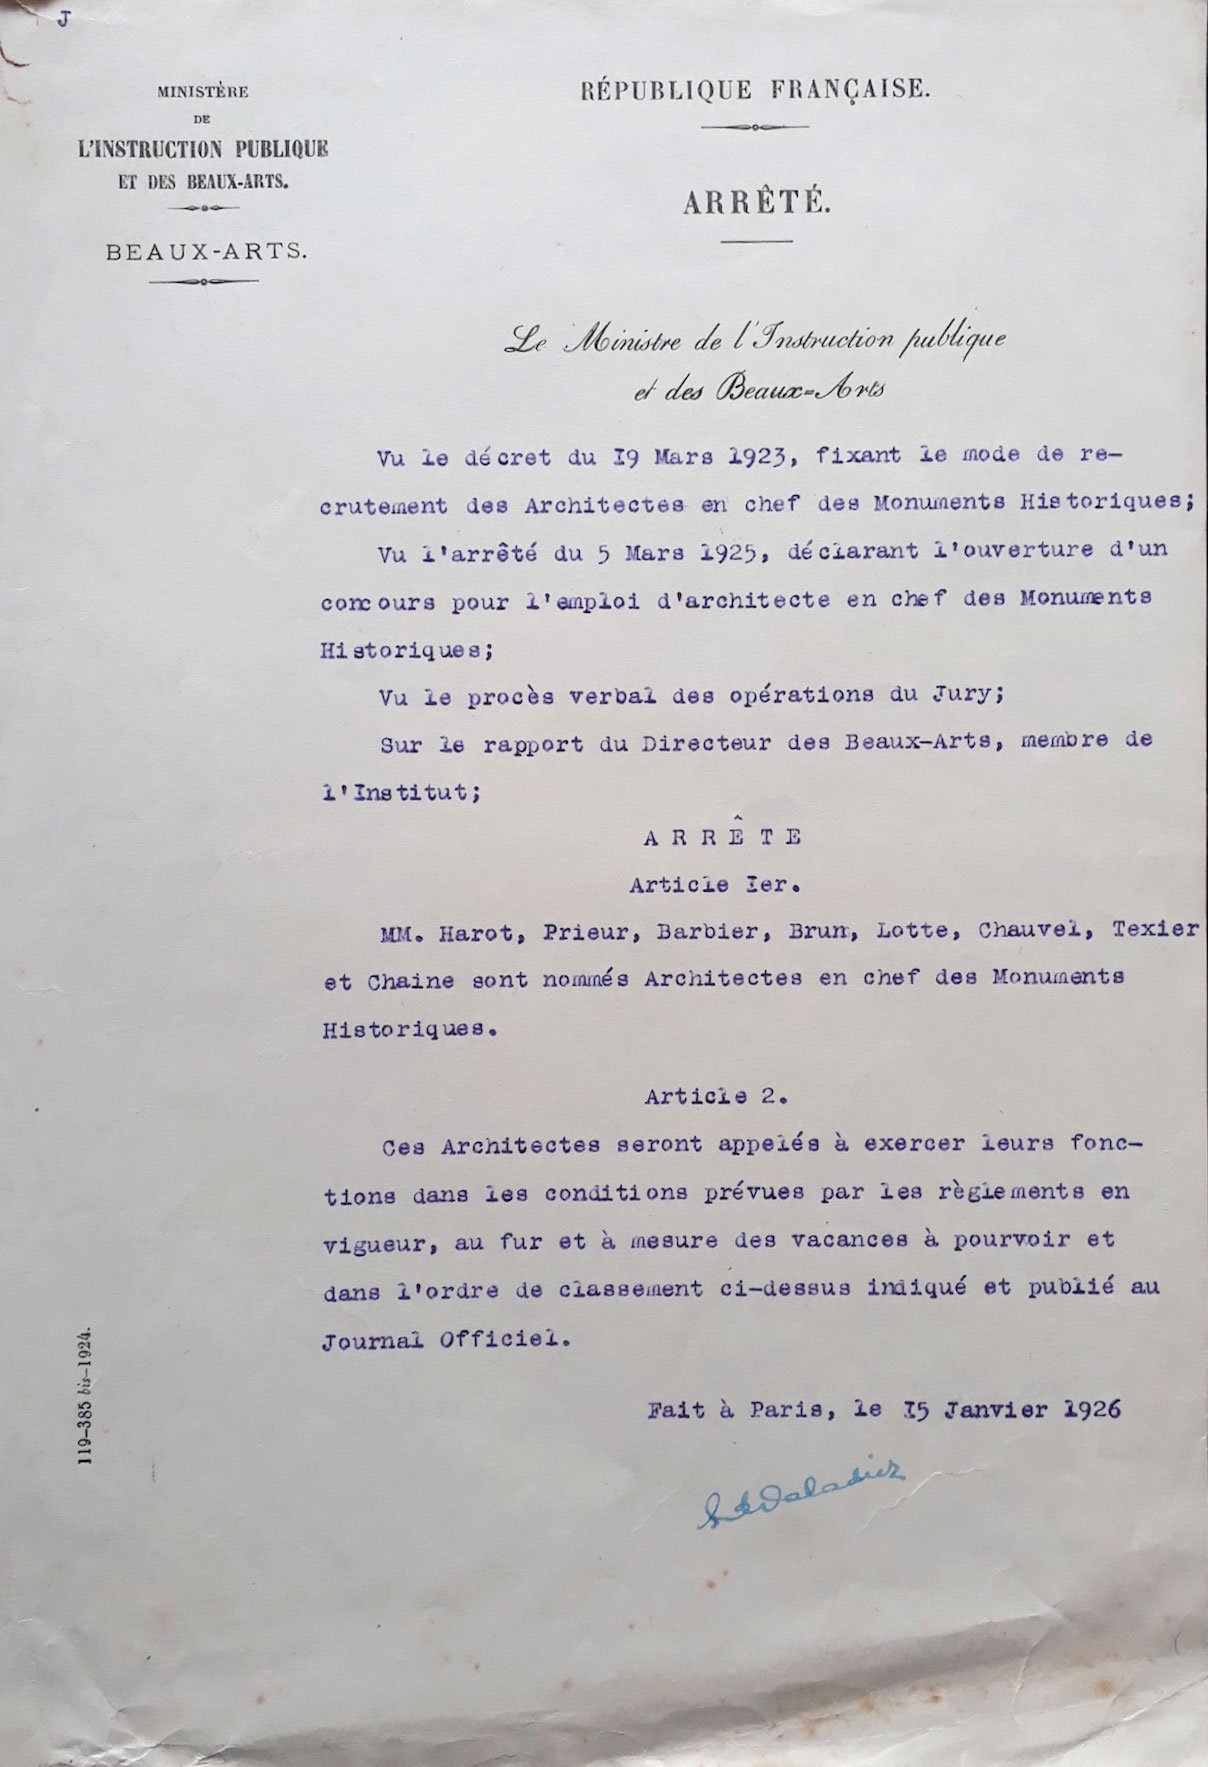 J
MINISTÈRE
DE
L'INSTRUCTION PUBLIQUE
ET DES BEAUX-ARTS.
BEAUX-ARTS.
RÉPUBLIQUE FRANÇAISE.
ARRÊTÉ.
Le Ministre de l'Instruction publique
et des Beaux-Arts
Vu le décret du I9 Mars 1923, fixant le mode de re-
crutement des Architectes en chef des Monuments Historiques;
Vu l'arrêté du 5 Mars 1925, déclarant l'ouverture d'un
concours pour l'emploi d'architecte en chef des Monuments
Historiques;
Vu le procès verbal des opérations du Jury;
Sur le rapport du Directeur des Beaux-Arts, membre de
l'Institut;
A R R Ê T E
Article Ier.
MM. Harot, Prieur, Barbier, Brun, Lotte, Chauvel, Texier
et Chaine sont nommés Architectes en chef des Monuments
Historiques.
Article 2.
Ces Architectes seront appelés à exercer leurs fonc-
tions dans les conditions prévues par les règlements en
vigueur, au fur et à mesure des vacances à pourvoir et
dans l'ordre de classement ci-dessus indiqué et publié au
Journal Officiel.
Fait à Paris, le I5 Janvier 1926
Daladier
119-385 bis-1924.